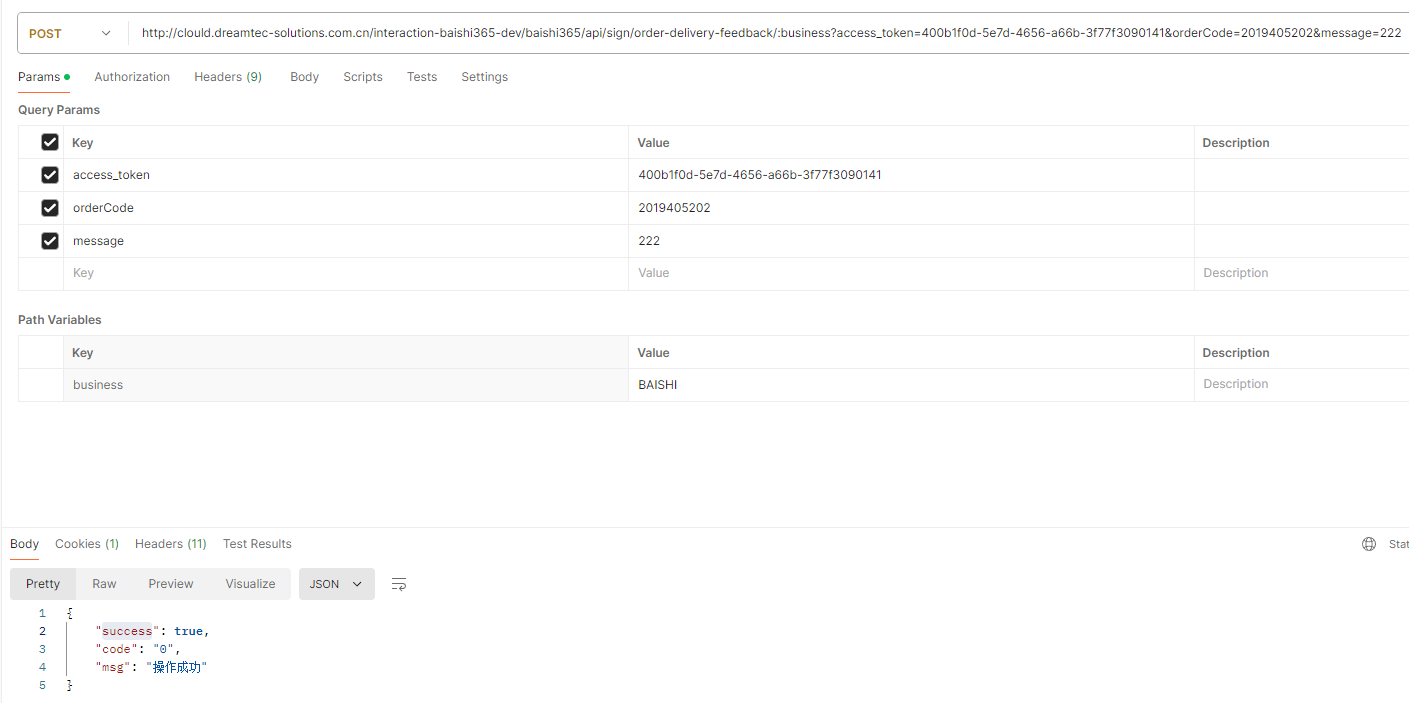 POST http://clould.dreamtec-solutions.com.cn/interaction-baishi365-dev/baishi365/api/sign/order-delivery-feedback/:business?access_token=400b1f0d-5e7d-4656-a66b-3f77f3090141&orderCode=2019405202&message=222
Params Authorization Headers (9) Body Scripts Tests Settings
Query Params
Key Value Description
access_token 400b1f0d-5e7d-4656-a66b-3f77f3090141
orderCode 2019405202
message 222
Key Value Description
Path Variables
Key Value Description
business BAISHI Description
Body Cookies (1) Headers (11) Test Results Stat
Pretty Raw Preview Visualize JSON
1 {
2 "success": true,
3 "code": "0",
4 "msg": "操作成功"
5 }